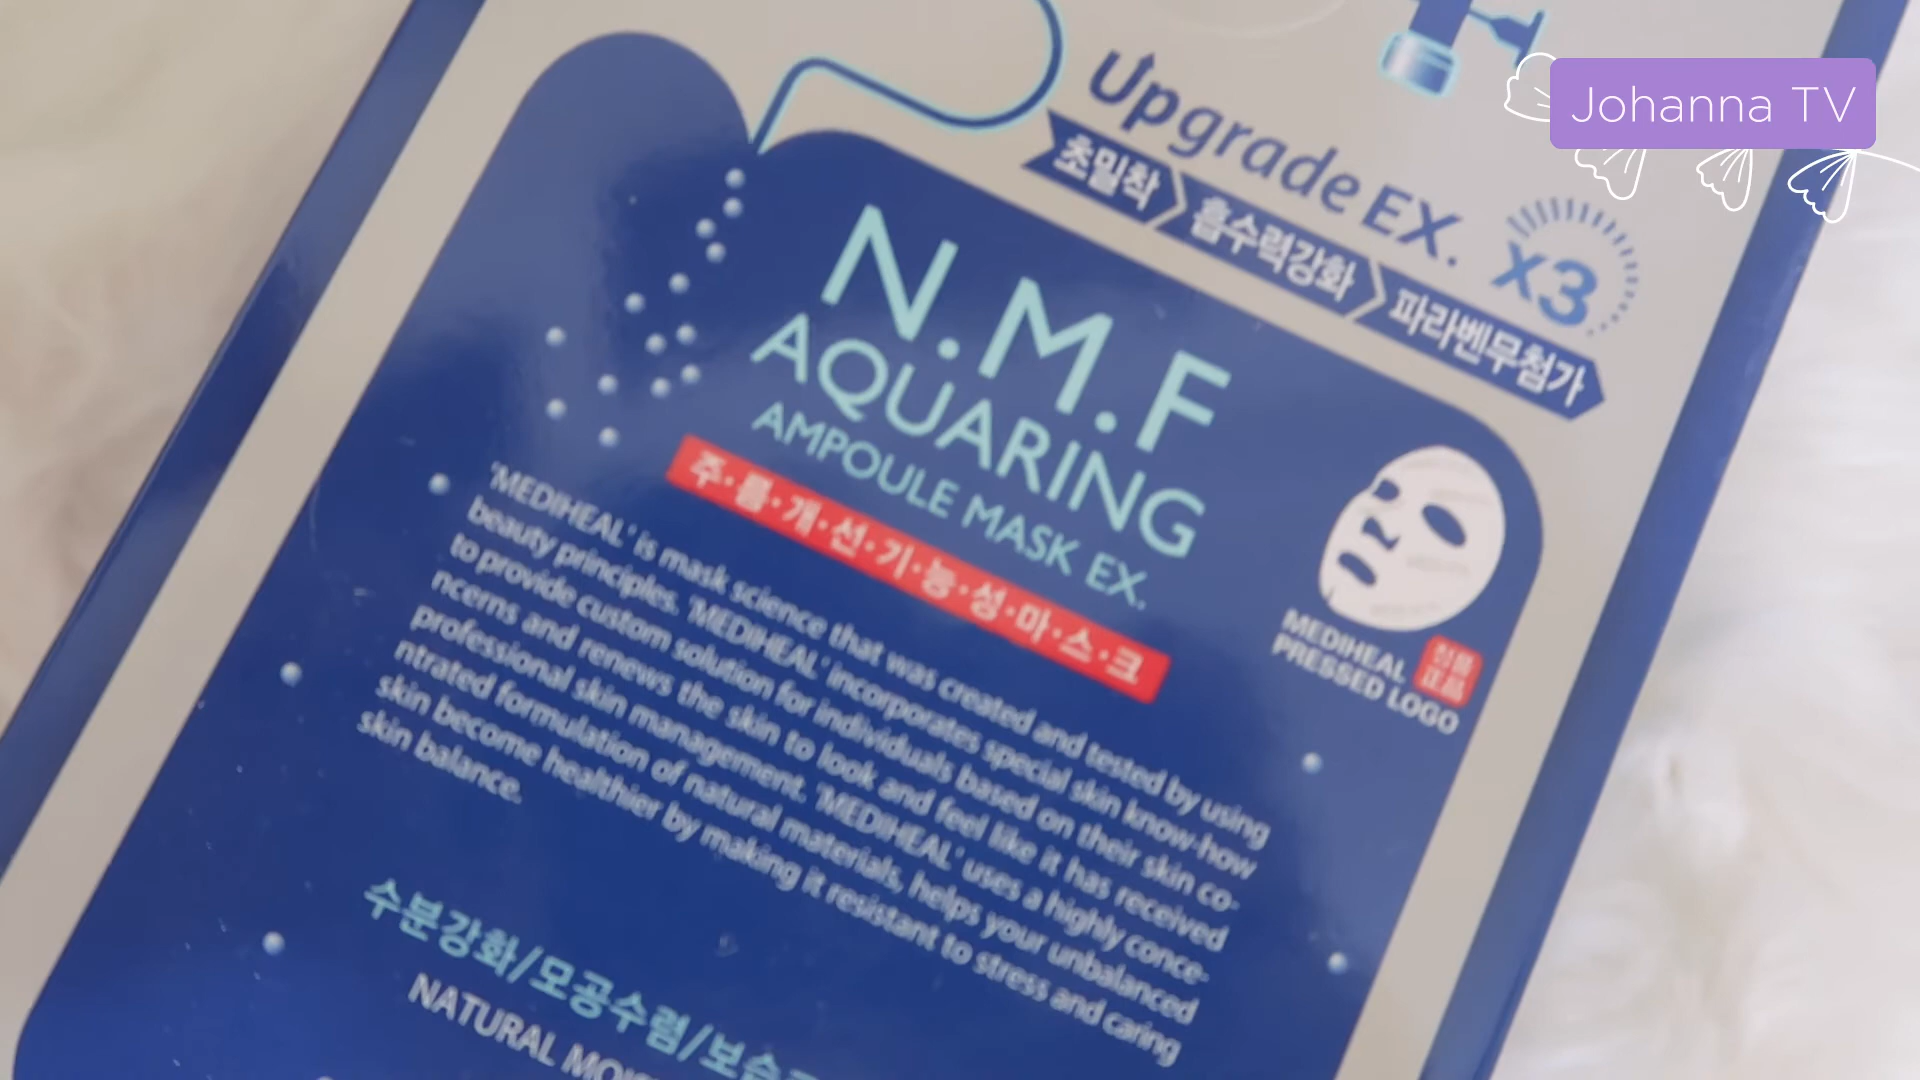 Johanna TV
Upgrade EX.
x3
초밀착
흡수력강화
파라벤무첨가
N.M.F
AQUARING
AMPOULE MASK EX.
주·름·개·선·기·능·성·마·스·크
'MEDIHEAL' is mask science that was created and tested by using
beauty principles. 'MEDIHEAL' incorporates special skin know-how
to provide custom solution for individuals based on their skin co-
ncerns and renews the skin to look and feel like it has received
professional skin management. 'MEDIHEAL' uses a highly conce-
ntrated formulation of natural materials, helps your unbalanced
skin become healthier by making it resistant to stress and caring
skin balance.
MEDIHEAL
PRESSED LOGO
正品
수분강화/모공수렴/보습
NATURAL